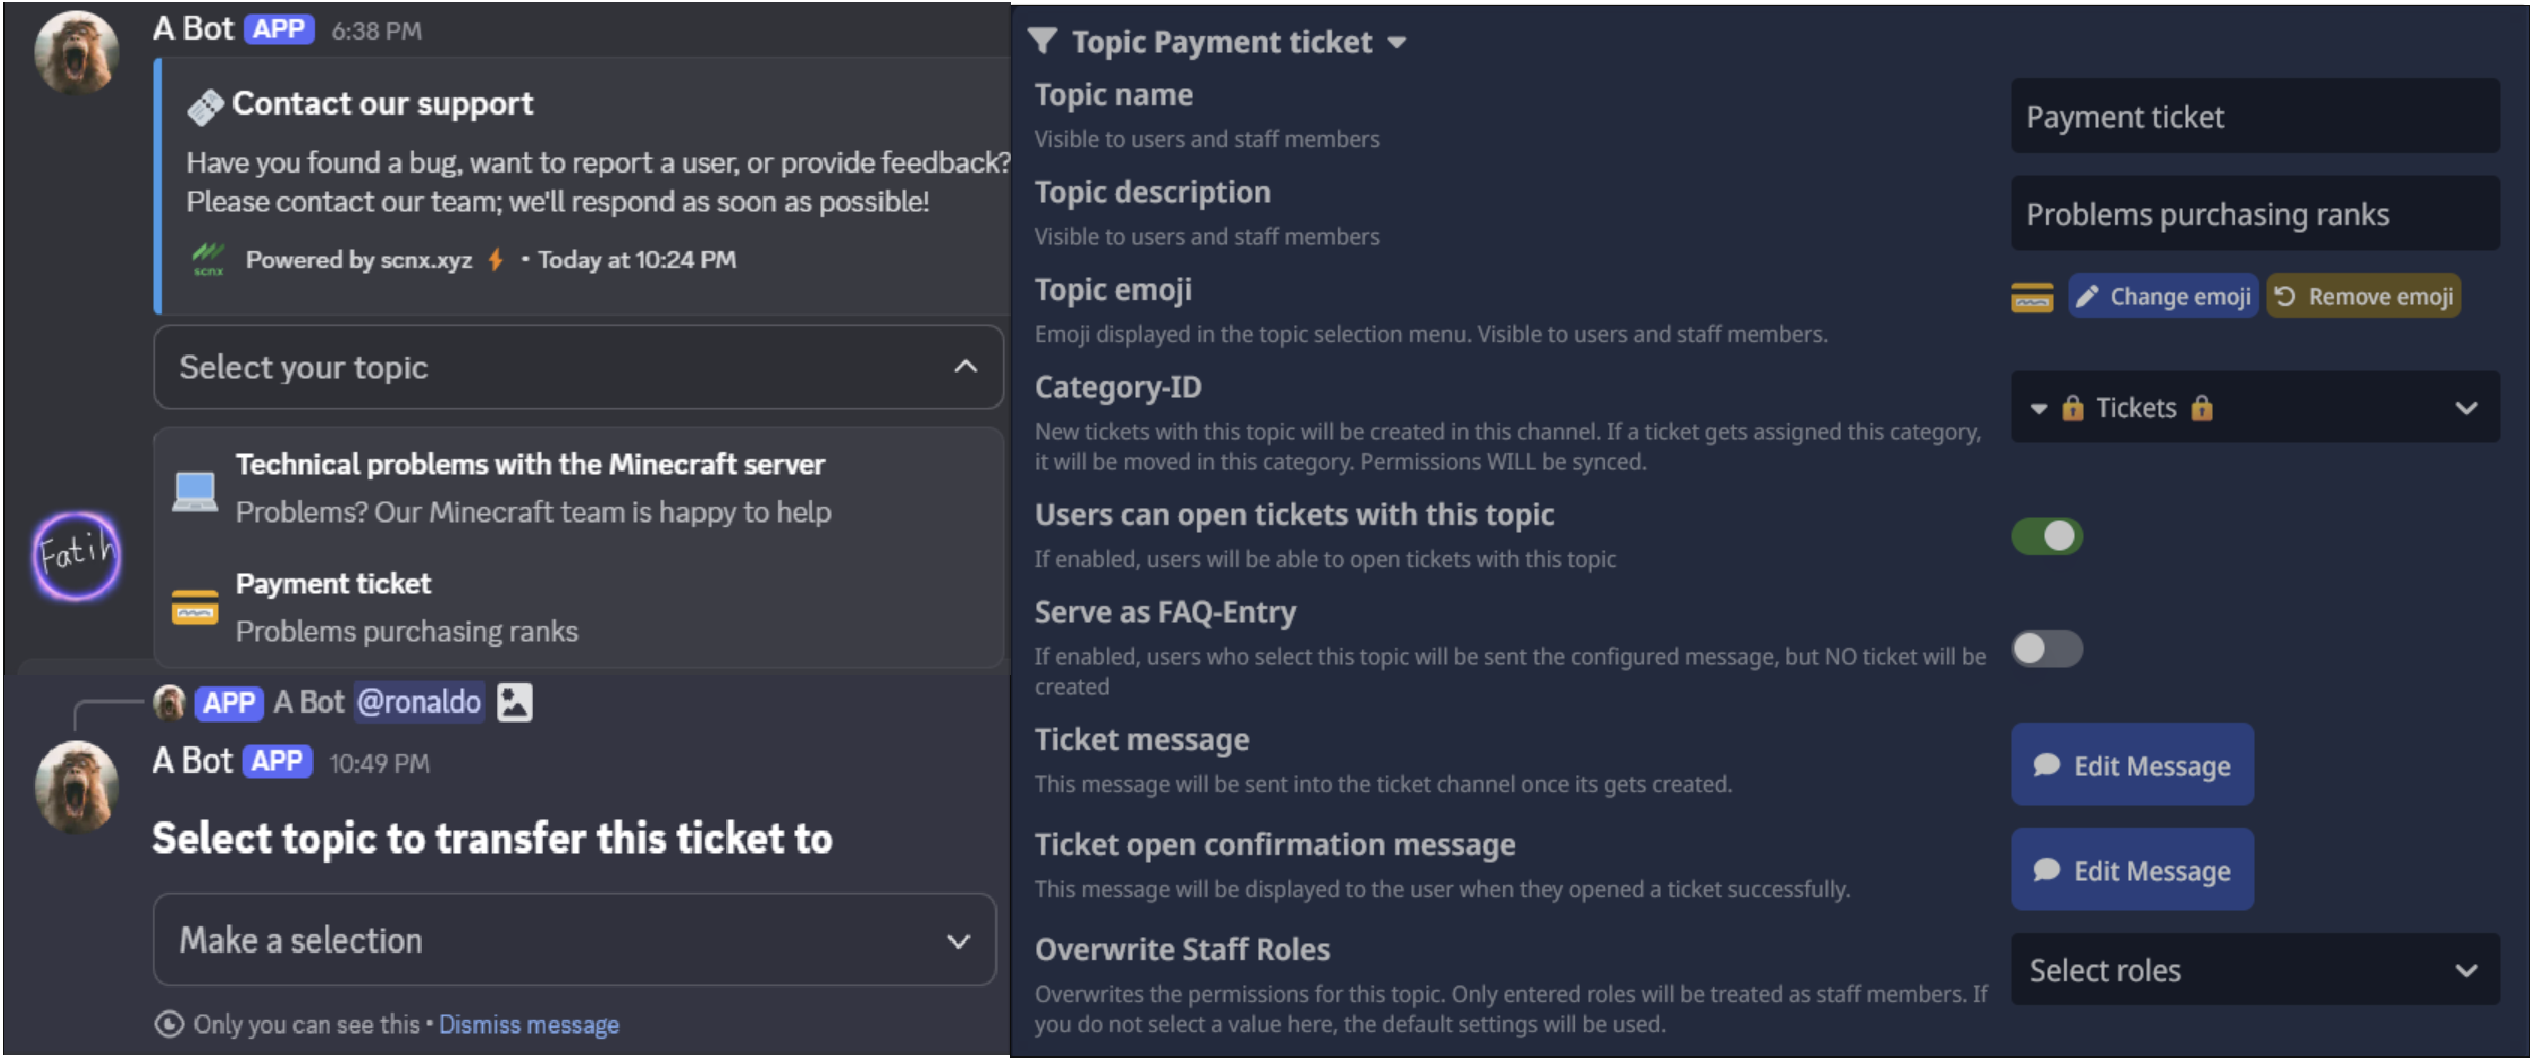 A Bot APP 6:38 PM
Contact our support
Have you found a bug, want to report a user, or provide feedback?
Please contact our team; we'll respond as soon as possible!
scnx
Powered by scnx.xyz • Today at 10:24 PM
Select your topic
Technical problems with the Minecraft server
Problems? Our Minecraft team is happy to help
Fatih
Payment ticket
Problems purchasing ranks
APP A Bot @ronaldo
A Bot APP 10:49 PM
Select topic to transfer this ticket to
Make a selection
Only you can see this • Dismiss message
Topic Payment ticket
Topic name
Visible to users and staff members
Payment ticket
Topic description
Visible to users and staff members
Problems purchasing ranks
Topic emoji
Emoji displayed in the topic selection menu. Visible to users and staff members.
Change emoji
Remove emoji
Category-ID
New tickets with this topic will be created in this channel. If a ticket gets assigned this category,
it will be moved in this category. Permissions WILL be synced.
Tickets
Users can open tickets with this topic
If enabled, users will be able to open tickets with this topic
Serve as FAQ-Entry
If enabled, users who select this topic will be sent the configured message, but NO ticket will be
created
Ticket message
This message will be sent into the ticket channel once its gets created.
Edit Message
Ticket open confirmation message
This message will be displayed to the user when they opened a ticket successfully.
Edit Message
Overwrite Staff Roles
Overwrites the permissions for this topic. Only entered roles will be treated as staff members. If
you do not select a value here, the default settings will be used.
Select roles